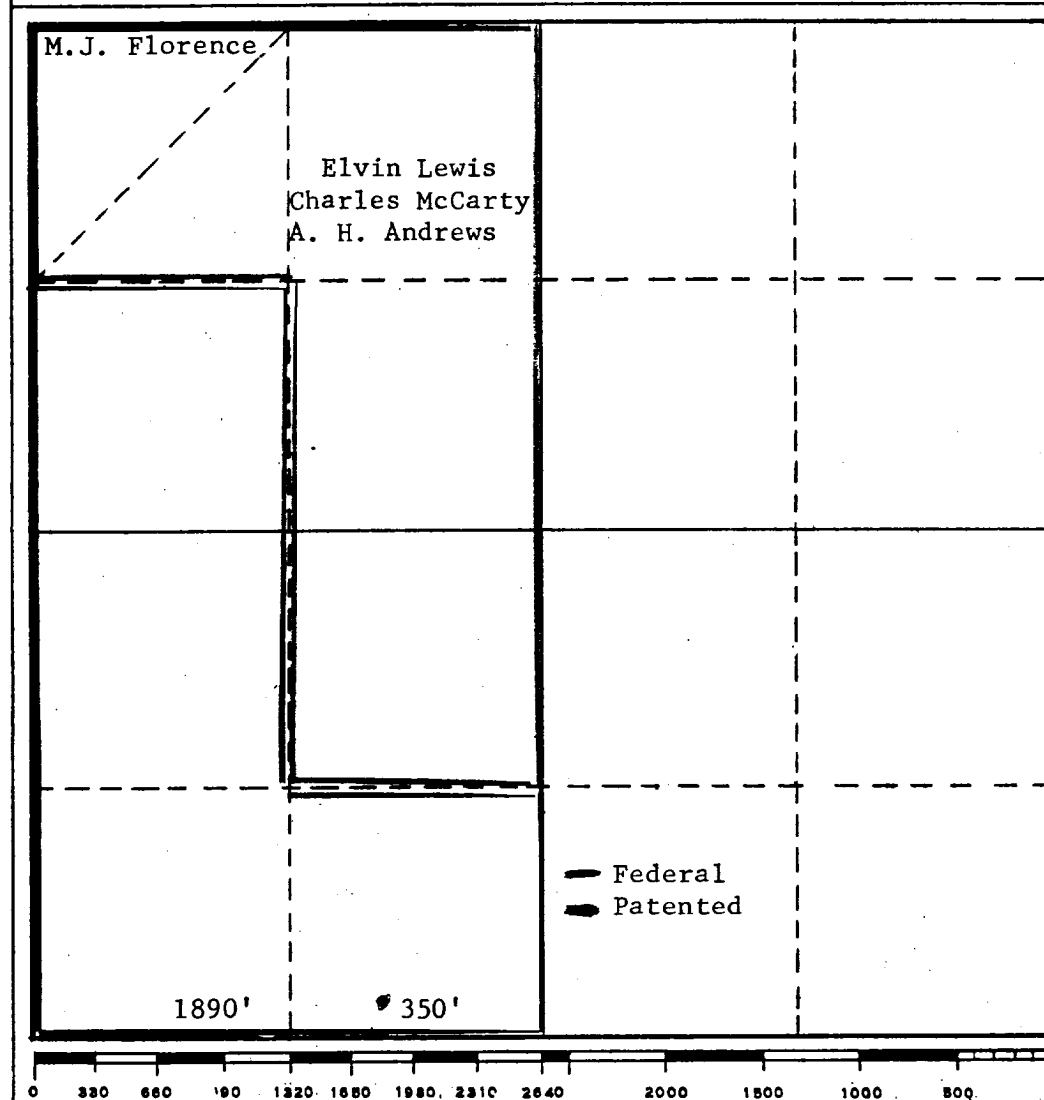 M.J. Florence
Elvin Lewis
Charles McCarty
A. H. Andrews
Federal
Patented
1890' 350'
0 330 660 '90 1320 1650 1980, 2310 2640 2000 1500 1000 500